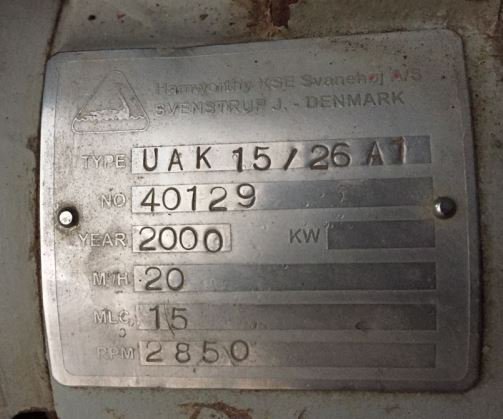 Hamworthy KSE Svanehøj A/S
SVENSTRUP J. - DENMARK
TYPE UAK 15/26 A1
NO 40129
YEAR 2000 KW
M³/H 20
MLC 15
RPM 2850